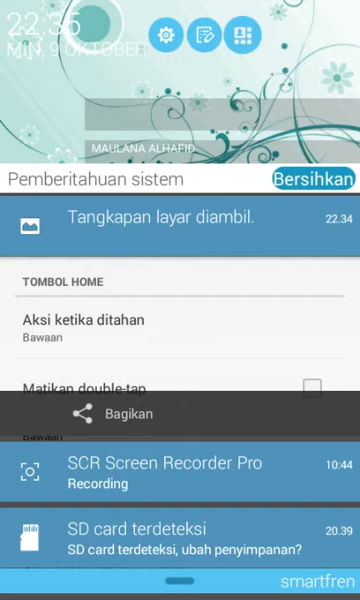 22.35
MIN, 9 OKTOBER
MAULANA ALHAFID
Pemberitahuan sistem
Bersihkan
Tangkapan layar diambil.
22.34
TOMBOL HOME
Aksi ketika ditahan
Bawaan
Matikan double-tap
Bagikan
Bawaan
SCR Screen Recorder Pro
10:44
Recording
SD card terdeteksi
20.39
SD card terdeteksi, ubah penyimpanan?
smartfren